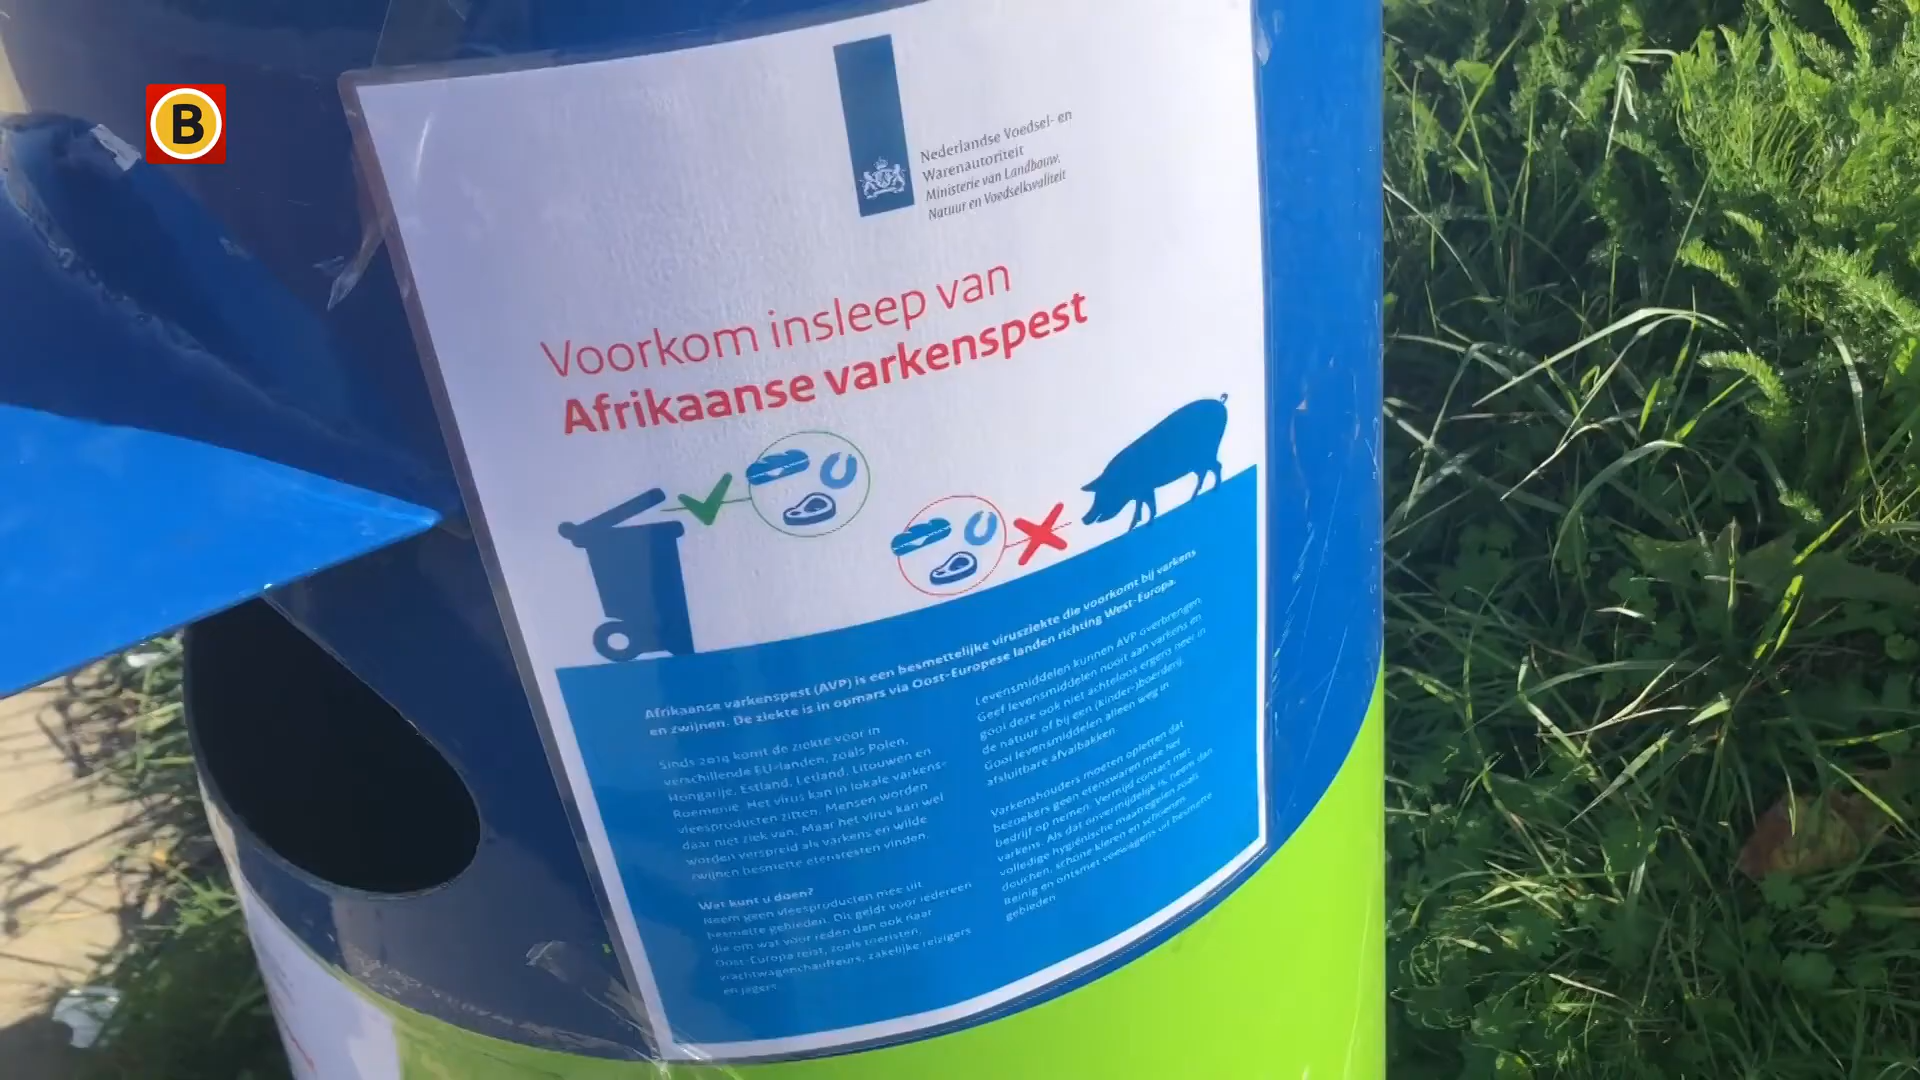 B
Nederlandse Voedsel- en
Warenautoriteit
Ministerie van Landbouw,
Natuur en Voedselkwaliteit
Voorkom insleep van
Afrikaanse varkenspest
Afrikaanse varkenspest (AVP) is een besmettelijke virusziekte die voorkomt bij varkens
en zwijnen. De ziekte is in opmars via Oost-Europese landen richting West-Europa.
Sinds 2014 komt de ziekte voor in
verschillende EU-landen, zoals Polen,
Hongarije, Estland, Letland, Litouwen en
Roemenië. Het virus kan in lokale varkens-
vleesproducten zitten. Mensen worden
daar niet ziek van. Maar het virus kan wel
worden verspreid als varkens en wilde
zwijnen besmette etensresten vinden.
Wat kunt u doen?
Neem geen vleesproducten mee uit
besmette gebieden. Dit geldt voor iedereen
die om wat voor reden dan ook naar
Oost-Europa reist, zoals toeristen,
vrachtwagenchauffeurs, zakelijke reizigers
en jagers.
Levensmiddelen kunnen AVP overbrengen.
Geef levensmiddelen nooit aan varkens en
gooi deze ook niet achteloos ergens neer in
de natuur of bij een (kinder-)boerderij.
Gooi levensmiddelen alleen weg in
afsluitbare afvalbakken.
Varkenshouders moeten opletten dat
bezoekers geen etenswaren mee het
bedrijf op nemen. Vermijd contact met
varkens. Als dat onvermijdelijk is, neem dan
volledige hygiënische maatregelen zoals
douchen, schone kleren en schoenen.
Reinig en ontsmet voertuigen uit besmette
gebieden.